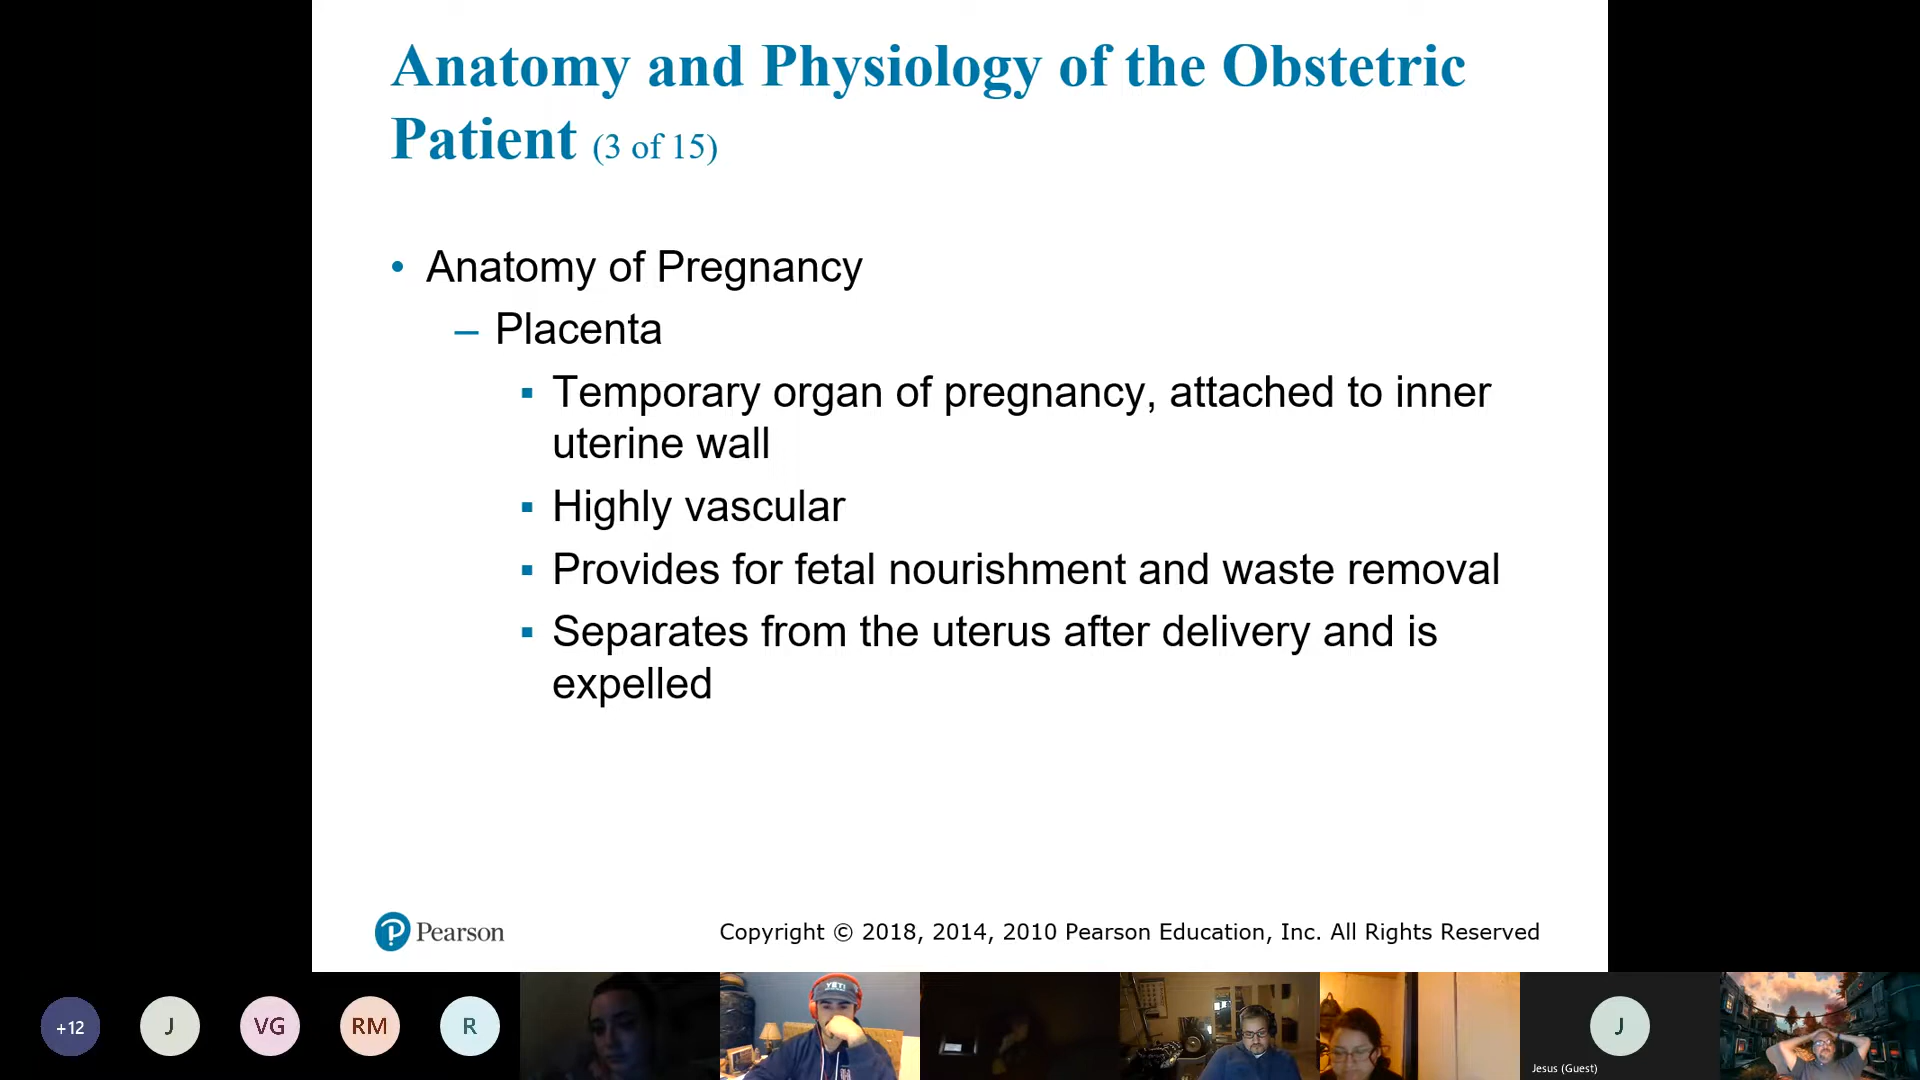 Anatomy and Physiology of the Obstetric
Patient (3 of 15)
• Anatomy of Pregnancy
– Placenta
▪ Temporary organ of pregnancy, attached to inner
uterine wall
▪ Highly vascular
▪ Provides for fetal nourishment and waste removal
▪ Separates from the uterus after delivery and is
expelled
P Pearson
Copyright © 2018, 2014, 2010 Pearson Education, Inc. All Rights Reserved
+12 J VG RM R YETI J
Jesus (Guest)